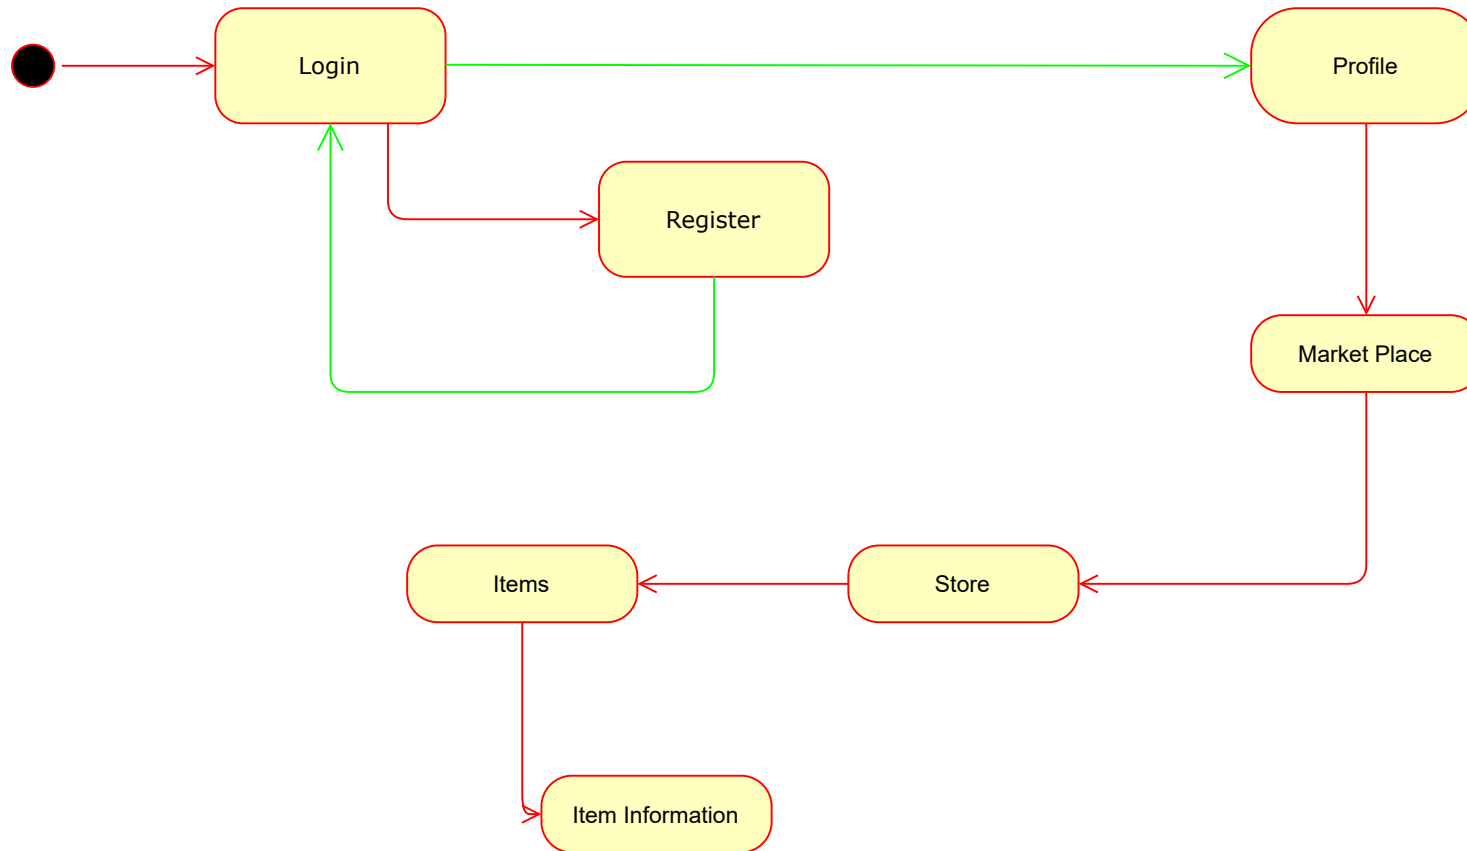 Login
Profile
Register
Market Place
Items
Store
Item Information